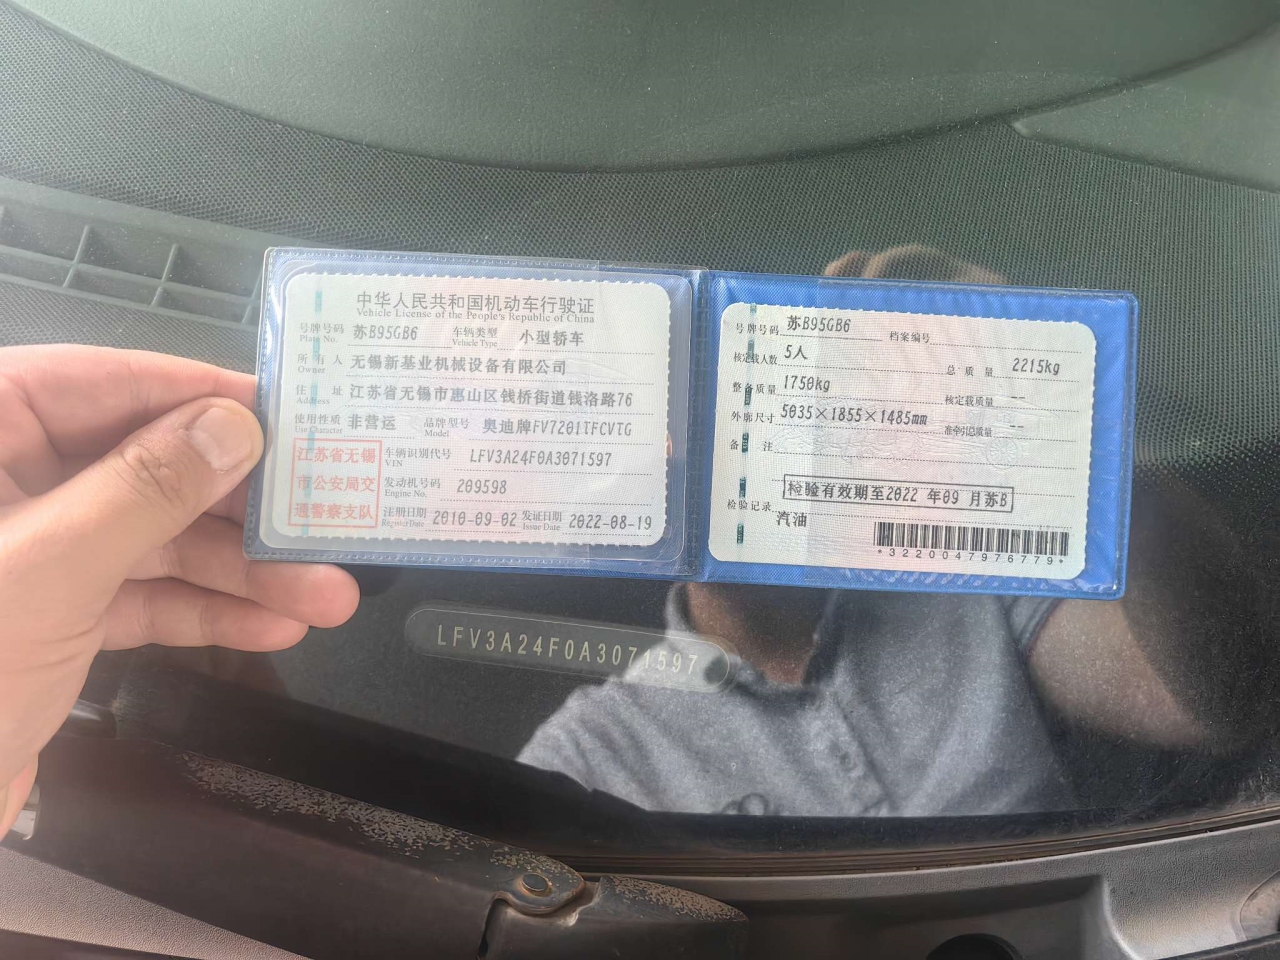 中华人民共和国机动车行驶证
Vehicle License of the People's Republic of China
号牌号码 苏B95GB6 车辆类型 小型轿车
Plate No. Vehicle Type
所有人 无锡新基业机械设备有限公司
Owner
住址 江苏省无锡市惠山区钱桥街道钱洛路76
Address
使用性质 非营运 品牌型号 奥迪牌FV7201TFCVTG
Use Character Model
江苏省无锡
市公安局交
通警察支队
车辆识别代号 LFV3A24F0A3071597
VIN
发动机号码 209598
Engine No.
注册日期 2010-09-02 发证日期 2022-08-19
Register Date Issue Date
号牌号码 苏B95GB6 档案编号
核定载人数 5人 总质量 2215kg
整备质量 1750kg 核定载质量 --
外廓尺寸 5035×1855×1485mm 准牵引总质量 --
备注
检验有效期至2022年09月苏B
检验记录
汽油
*3220047976779*
LFV3A24F0A3071597